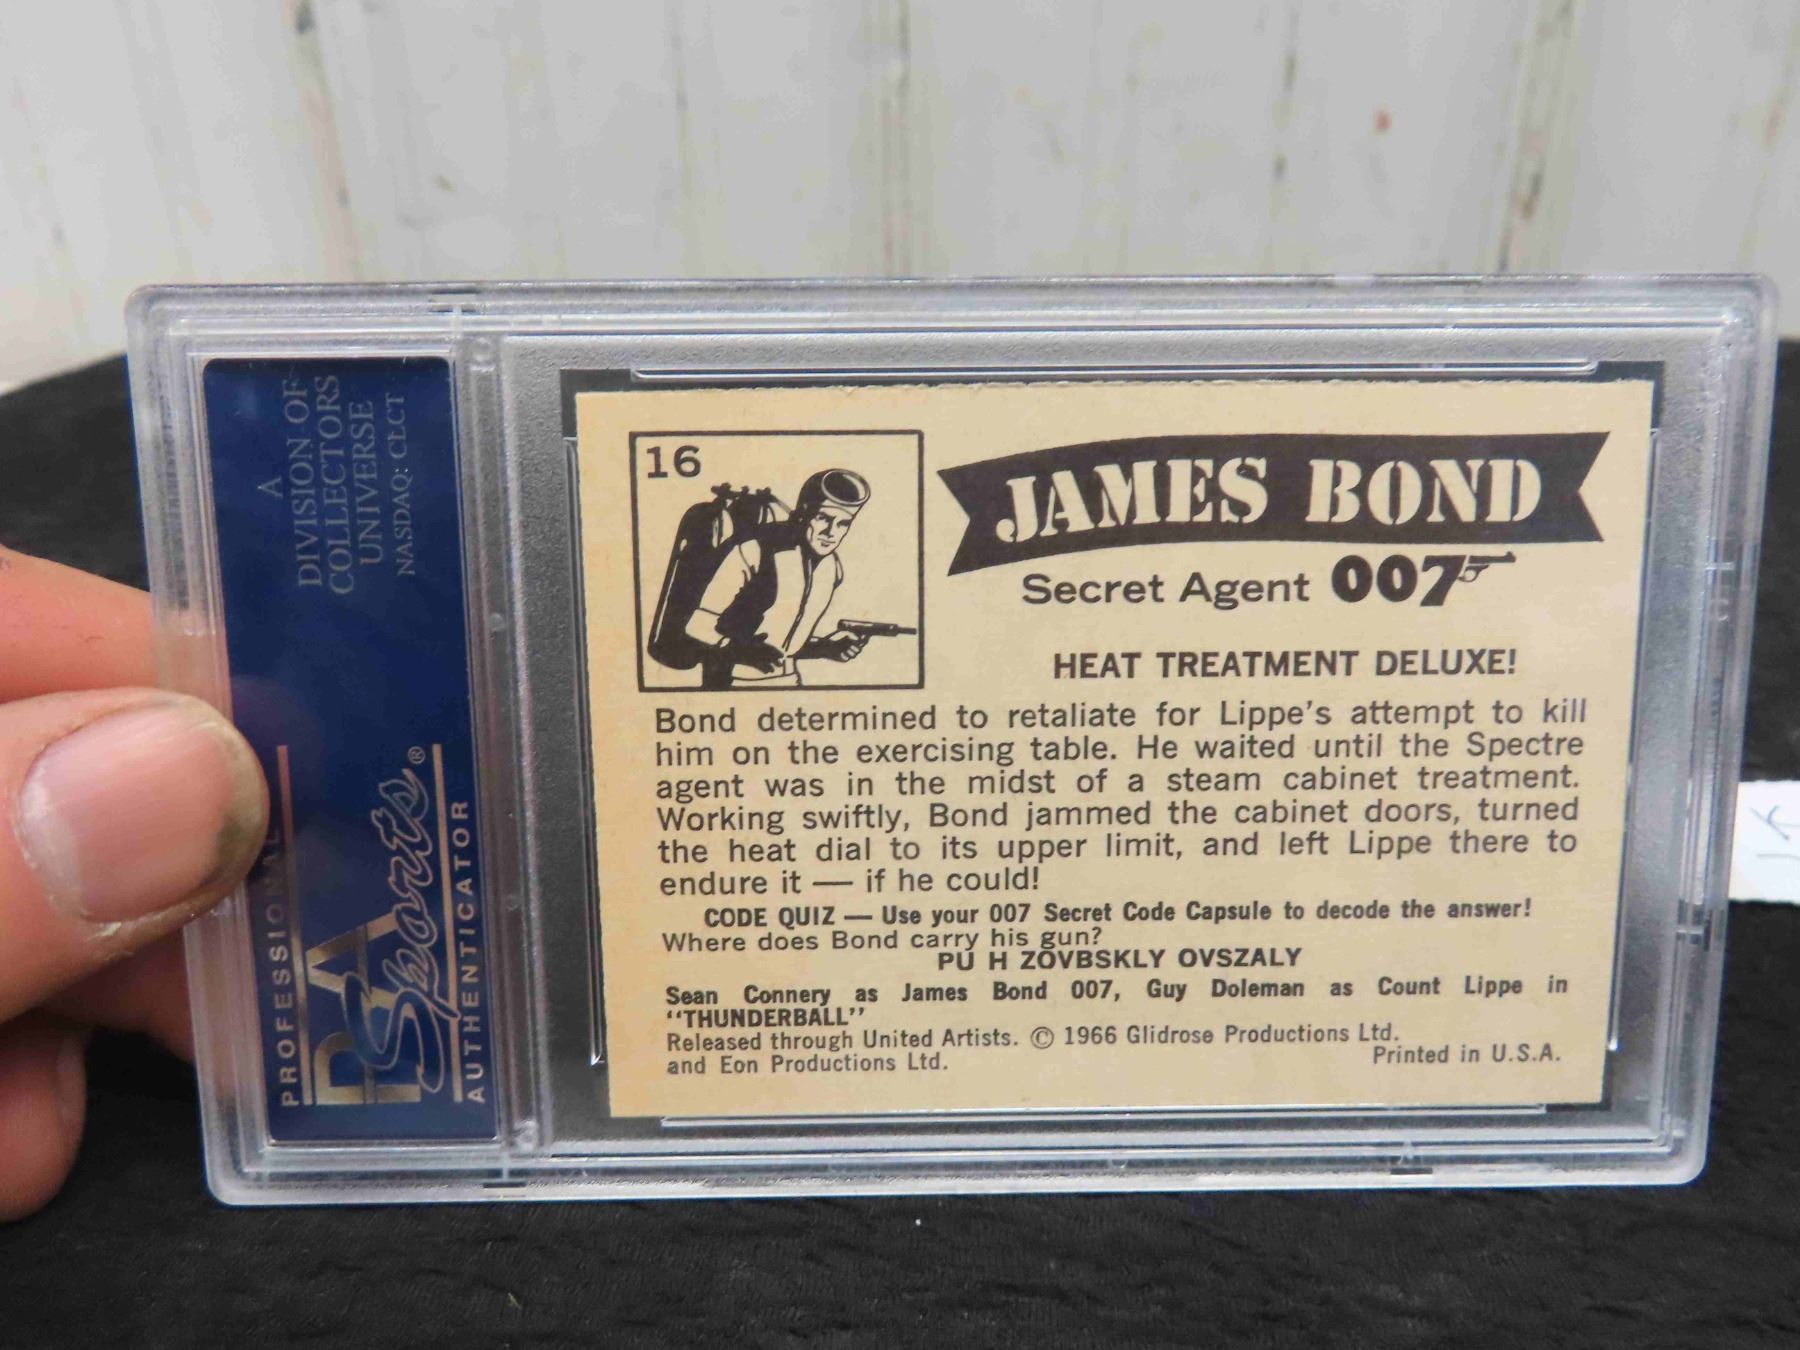 A
DIVISION OF
COLLECTORS
UNIVERSE
NASDAQ: CLCT
PSA
Sports®
AUTHENTICATOR
16
JAMES BOND
Secret Agent 007
HEAT TREATMENT DELUXE!
Bond determined to retaliate for Lippe's attempt to kill
him on the exercising table. He waited until the Spectre
agent was in the midst of a steam cabinet treatment.
Working swiftly, Bond jammed the cabinet doors, turned
the heat dial to its upper limit, and left Lippe there to
endure it — if he could!
CODE QUIZ — Use your 007 Secret Code Capsule to decode the answer!
Where does Bond carry his gun?
PU H ZOVBSKLY OVSZALY
Sean Connery as James Bond 007, Guy Doleman as Count Lippe in
"THUNDERBALL"
Released through United Artists. © 1966 Glidrose Productions Ltd.
and Eon Productions Ltd.
Printed in U.S.A.